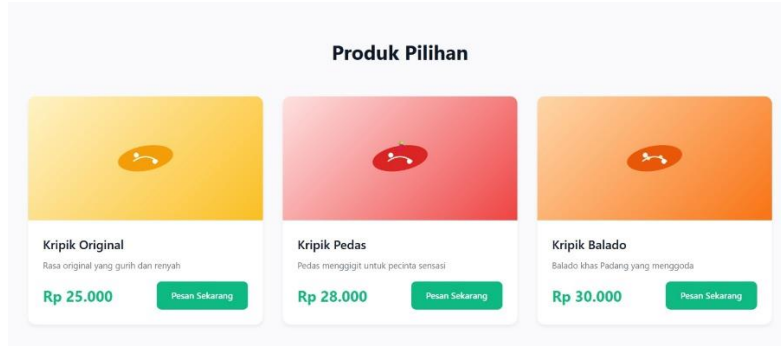 Produk Pilihan
Kripik Original
Rasa original yang gurih dan renyah
Rp 25.000
Pesan Sekarang
Kripik Pedas
Pedas menggigit untuk pecinta sensasi
Rp 28.000
Pesan Sekarang
Kripik Balado
Balado khas Padang yang menggoda
Rp 30.000
Pesan Sekarang